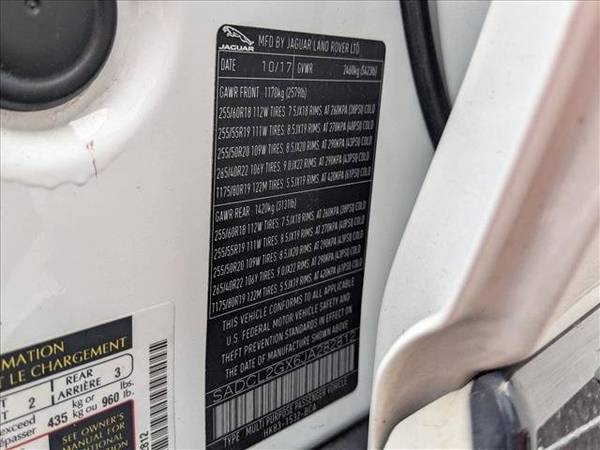 JAGUAR
MFD BY JAGUAR LAND ROVER LTD
DATE 10/17 GVWR 2460kg (5423lb)
GAWR FRONT 1170kg (2579lb)
255/60R18 112W TIRES. 7.5JX18 RIMS. AT 260KPA (38PSI) COLD
255/55R19 111W TIRES. 8.5JX19 RIMS. AT 270KPA (40PSI) COLD
255/50R20 109W TIRES. 8.5JX20 RIMS. AT 290KPA (43PSI) COLD
265/40R22 106Y TIRES. 9.0JX22 RIMS. AT 290KPA (43PSI) COLD
T175/80R19 122M TIRES 5.5JX19 RIMS. AT 420KPA (61PSI) COLD
GAWR REAR 1420kg (3131lb)
255/60R18 112W TIRES. 7.5JX18 RIMS. AT 260KPA (38PSI) COLD
255/55R19 111W TIRES. 8.5JX19 RIMS. AT 270KPA (40PSI) COLD
255/50R20 109W TIRES. 8.5JX20 RIMS. AT 290KPA (43PSI) COLD
265/40R22 106Y TIRES. 9.0JX22 RIMS. AT 290KPA (43PSI) COLD
T175/80R19 122M TIRES 5.5JX19 RIMS. AT 420KPA (61PSI) COLD
THIS VEHICLE CONFORMS TO ALL APPLICABLE
U.S. FEDERAL MOTOR VEHICLE SAFETY AND
THEFT PREVENTION STANDARDS IN EFFECT ON
THE DATE OF MANUFACTURE SHOWN ABOVE
SADCL2GX6JA282812
TYPE MULTI PURPOSE PASSENGER VEHICLE
HK83-1532-BCA
T LE CHARGEMENT
2 REAR ARRIÈRE 3
exceed
435 kg ou 960 lbs.
SEE OWNER'S
MANUAL FOR
ADDITIONAL
2812